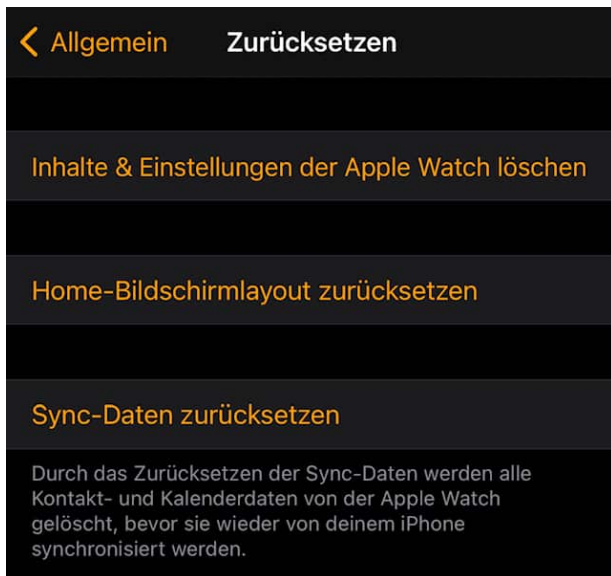 Allgemein Zurücksetzen
Inhalte & Einstellungen der Apple Watch löschen
Home-Bildschirmlayout zurücksetzen
Sync-Daten zurücksetzen
Durch das Zurücksetzen der Sync-Daten werden alle
Kontakt- und Kalenderdaten von der Apple Watch
gelöscht, bevor sie wieder von deinem iPhone
synchronisiert werden.